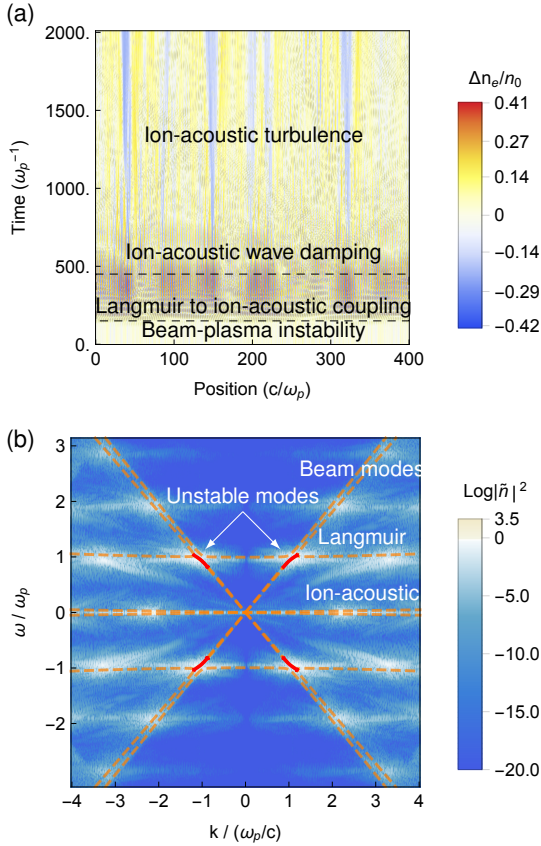 (a)
2000.
1500.
1000.
500.
0.
Time (ωp⁻¹)
Ion-acoustic turbulence
Ion-acoustic wave damping
Langmuir to ion-acoustic coupling
Beam-plasma instability
0 100 200 300 400
Position (c/ωp)
Δne/n0
0.41
0.27
0.14
0
−0.14
−0.29
−0.42
(b)
3
2
1
0
−1
−2
ω / ωp
Beam modes
Unstable modes
Langmuir
Ion-acoustic
−4 −3 −2 −1 0 1 2 3 4
k / (ωp/c)
Log|ñ|²
3.5
0
−5.0
−10.0
−15.0
−20.0